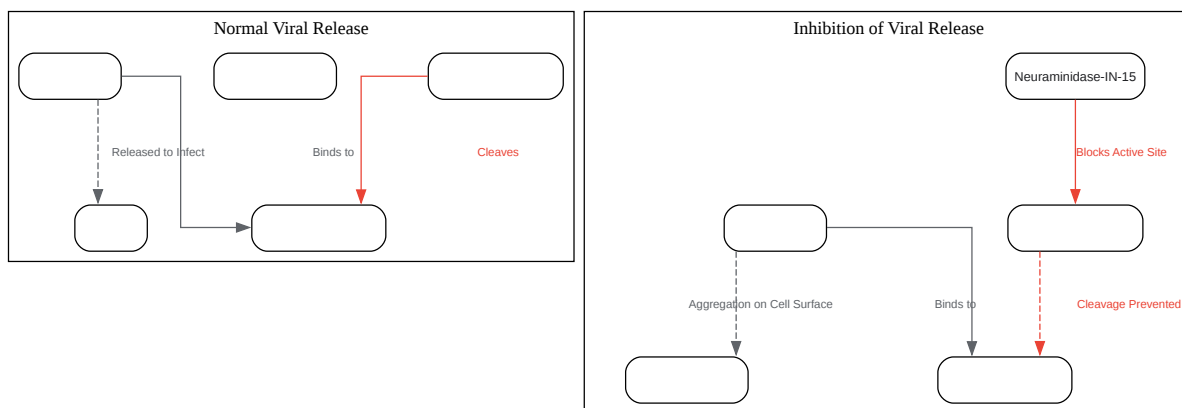 Normal Viral Release
Released to Infect
Binds to
Cleaves
Inhibition of Viral Release
Neuraminidase-IN-15
Blocks Active Site
Aggregation on Cell Surface
Binds to
Cleavage Prevented